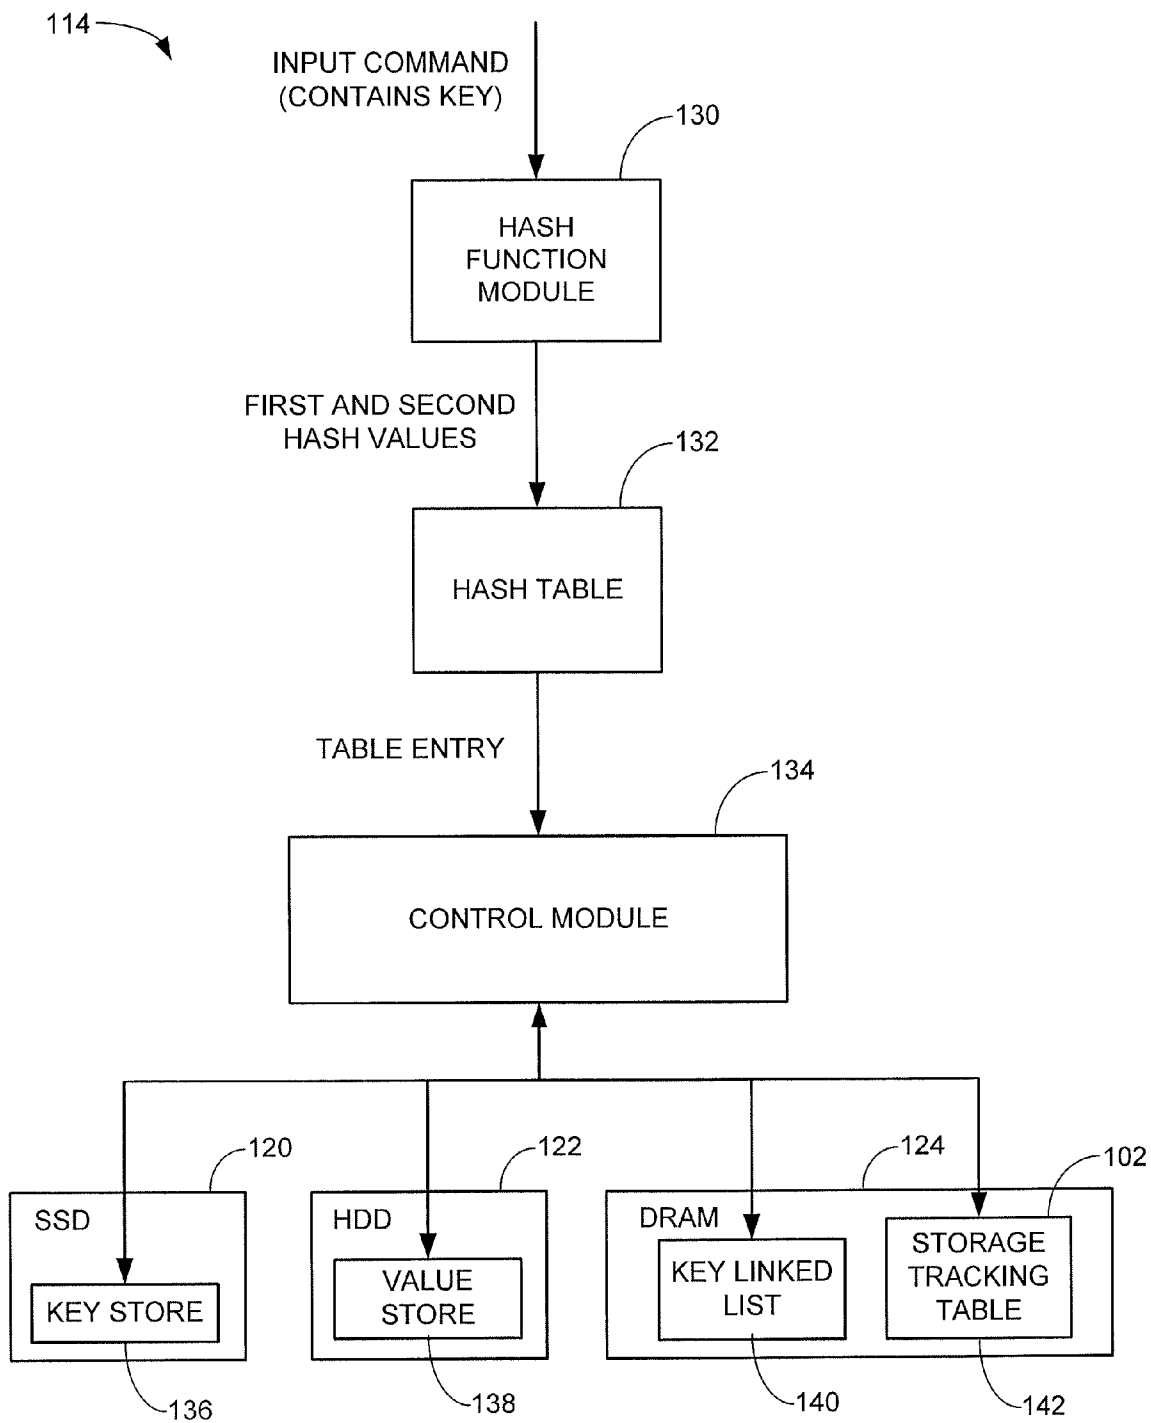 114
INPUT COMMAND
(CONTAINS KEY)
130
HASH
FUNCTION
MODULE
FIRST AND SECOND
HASH VALUES
132
HASH TABLE
TABLE ENTRY
134
CONTROL MODULE
120
122
124
102
SSD
KEY STORE
HDD
VALUE
STORE
DRAM
KEY LINKED
LIST
STORAGE
TRACKING
TABLE
136
138
140
142